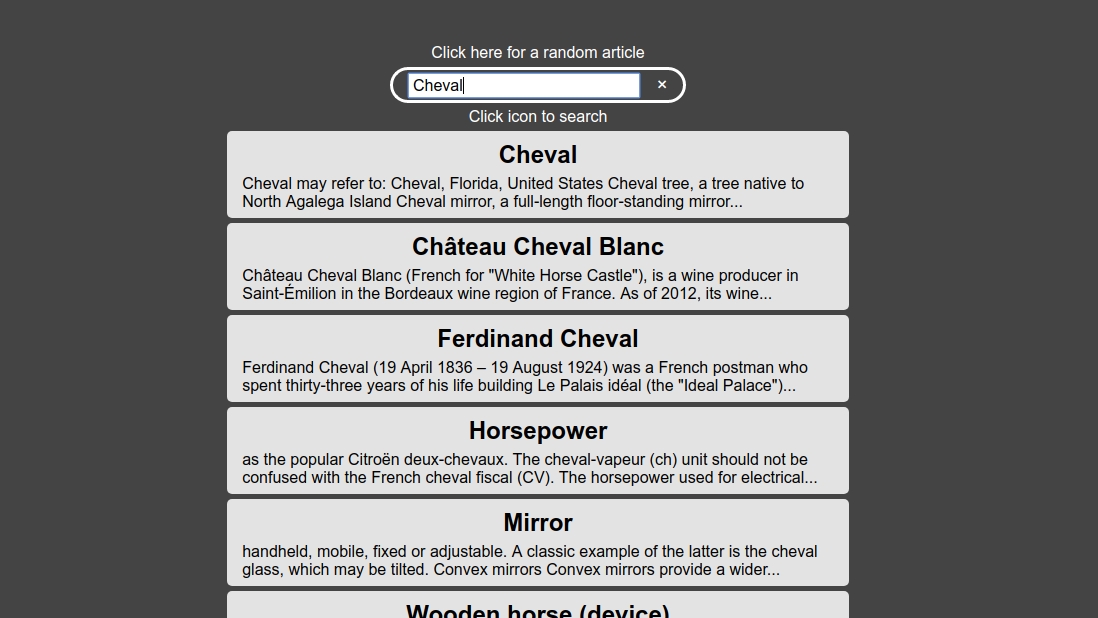 Click here for a random article
Cheval
×
Click icon to search
Cheval
Cheval may refer to: Cheval, Florida, United States Cheval tree, a tree native to
North Agalega Island Cheval mirror, a full-length floor-standing mirror...
Château Cheval Blanc
Château Cheval Blanc (French for "White Horse Castle"), is a wine producer in
Saint-Émilion in the Bordeaux wine region of France. As of 2012, its wine...
Ferdinand Cheval
Ferdinand Cheval (19 April 1836 – 19 August 1924) was a French postman who
spent thirty-three years of his life building Le Palais idéal (the "Ideal Palace")...
Horsepower
as the popular Citroën deux-chevaux. The cheval-vapeur (ch) unit should not be
confused with the French cheval fiscal (CV). The horsepower used for electrical...
Mirror
handheld, mobile, fixed or adjustable. A classic example of the latter is the cheval
glass, which may be tilted. Convex mirrors Convex mirrors provide a wider...
Wooden horse (device)